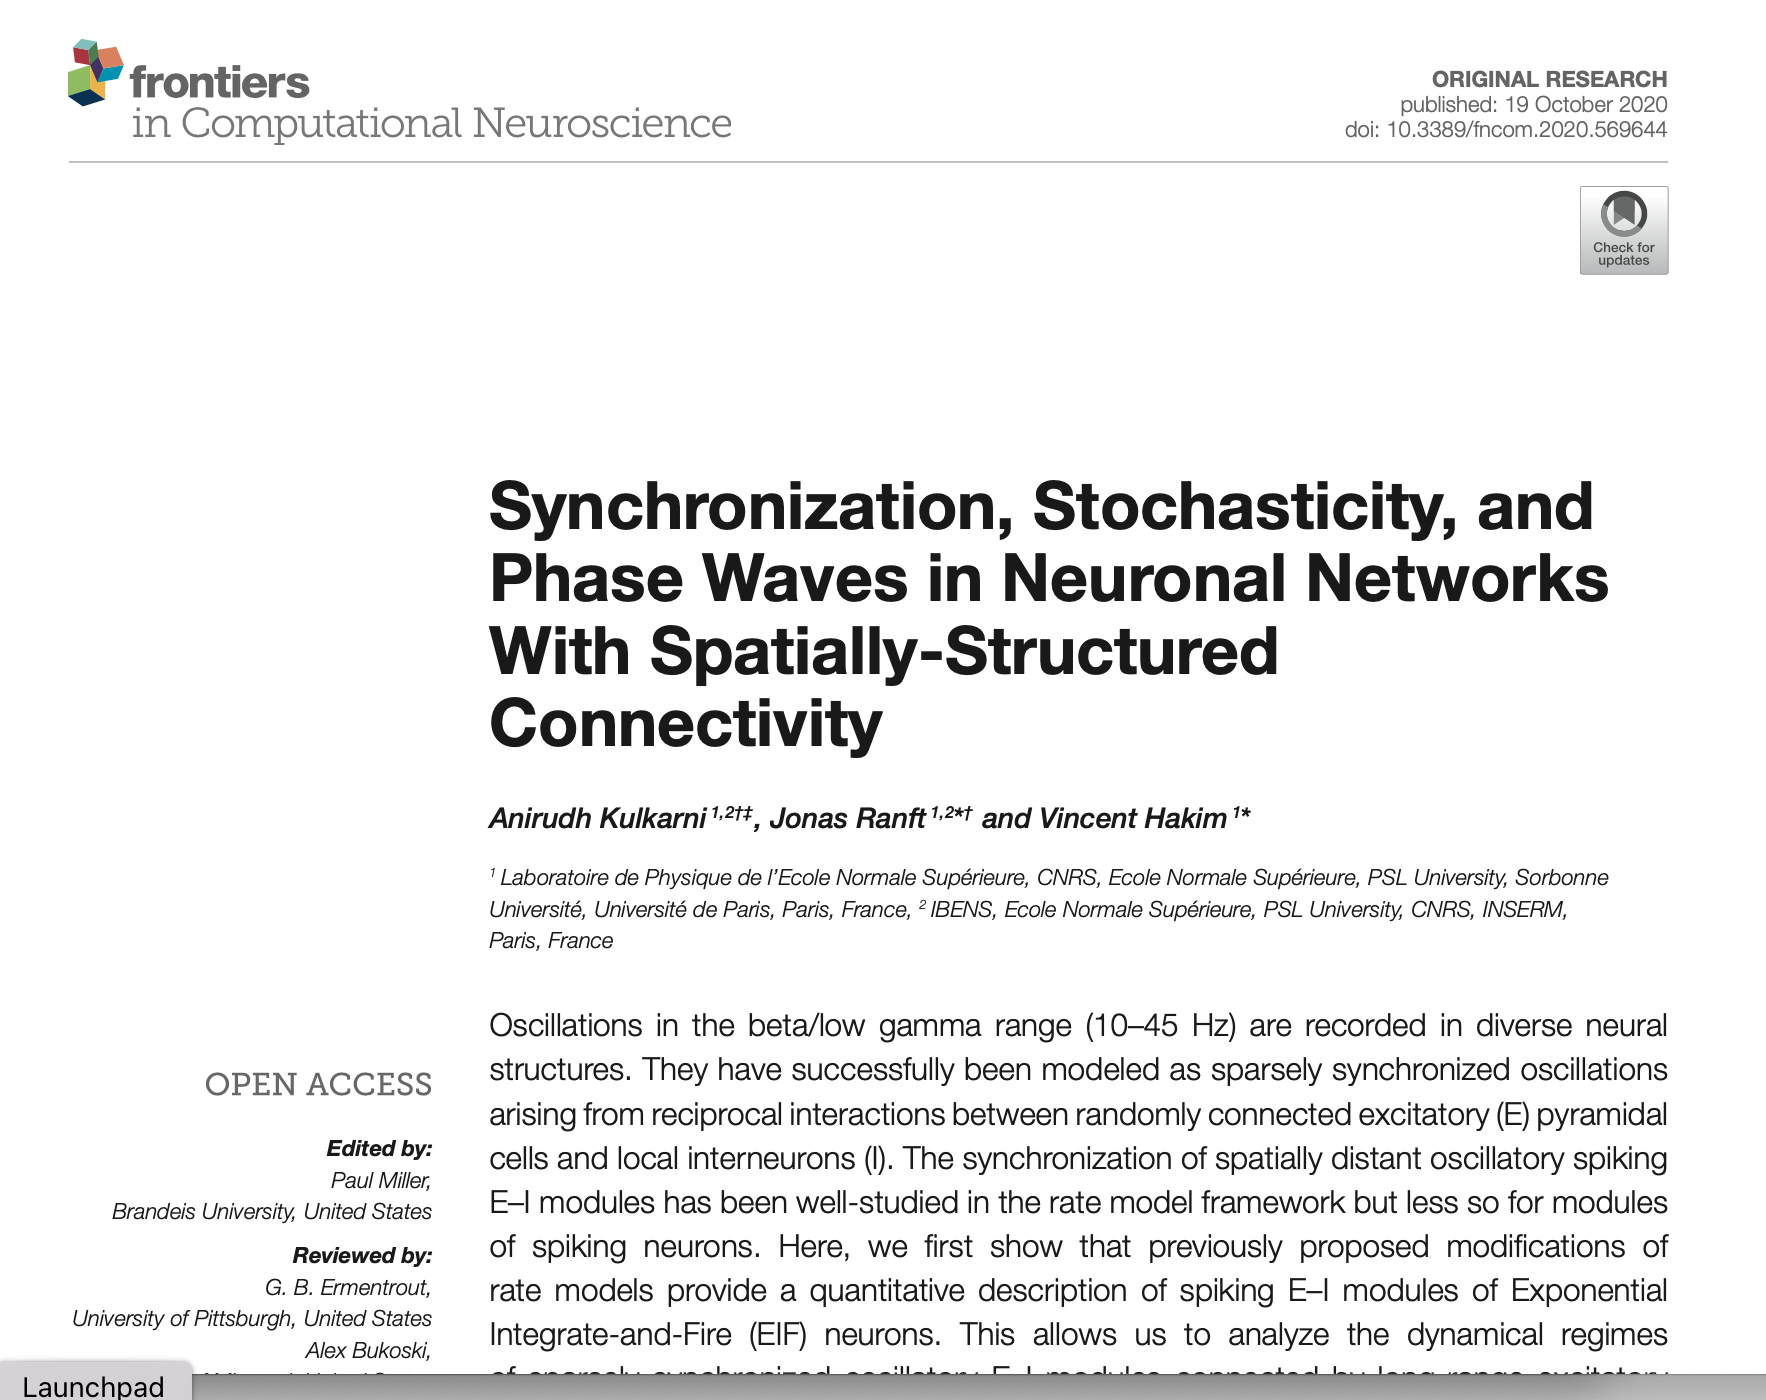 frontiers
in Computational Neuroscience
ORIGINAL RESEARCH
published: 19 October 2020
doi: 10.3389/fncom.2020.569644
Check for
updates
Synchronization, Stochasticity, and
Phase Waves in Neuronal Networks
With Spatially-Structured
Connectivity
Anirudh Kulkarni 1,2†‡, Jonas Ranft 1,2*† and Vincent Hakim 1*
1 Laboratoire de Physique de l'Ecole Normale Supérieure, CNRS, Ecole Normale Supérieure, PSL University, Sorbonne
Université, Université de Paris, Paris, France, 2 IBENS, Ecole Normale Supérieure, PSL University, CNRS, INSERM,
Paris, France
OPEN ACCESS
Edited by:
Paul Miller,
Brandeis University, United States
Reviewed by:
G. B. Ermentrout,
University of Pittsburgh, United States
Alex Bukoski,
Oscillations in the beta/low gamma range (10–45 Hz) are recorded in diverse neural
structures. They have successfully been modeled as sparsely synchronized oscillations
arising from reciprocal interactions between randomly connected excitatory (E) pyramidal
cells and local interneurons (I). The synchronization of spatially distant oscillatory spiking
E–I modules has been well-studied in the rate model framework but less so for modules
of spiking neurons. Here, we first show that previously proposed modifications of
rate models provide a quantitative description of spiking E–I modules of Exponential
Integrate-and-Fire (EIF) neurons. This allows us to analyze the dynamical regimes
of sparsely synchronized oscillatory E–I modules connected by long-range excitatory
Launchpad